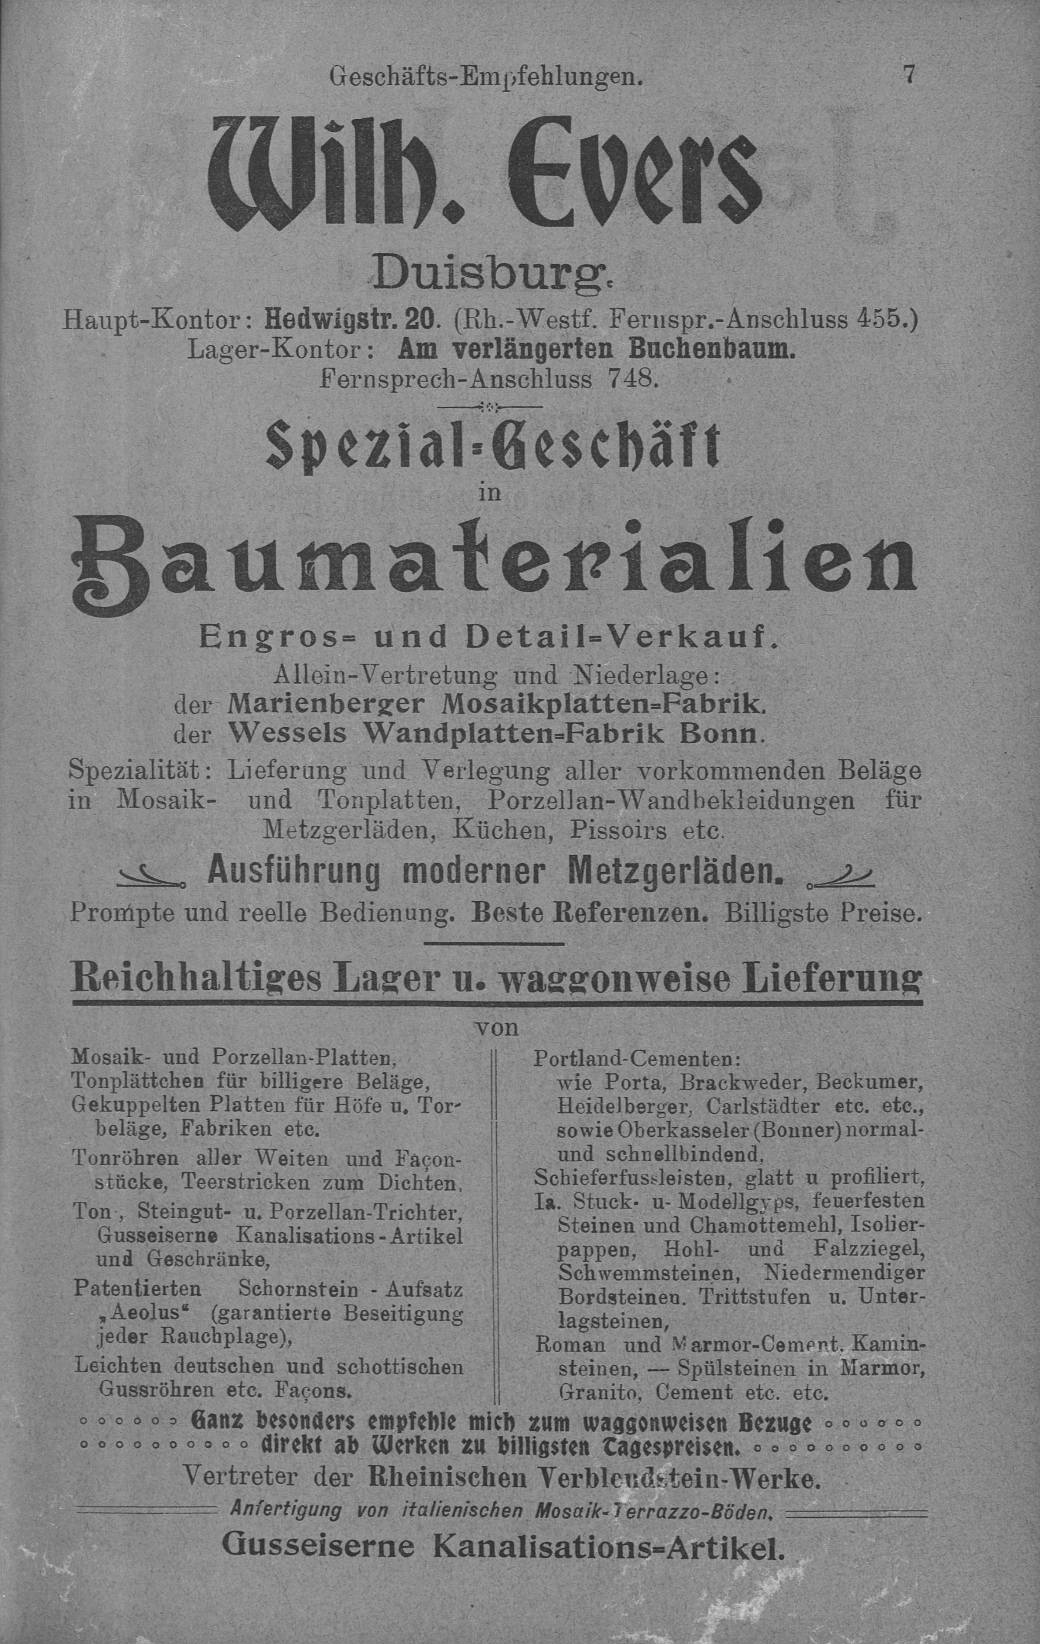 Geschäfts-Empfehlungen. 7
Wilh. Evers
Duisburg.
Haupt-Kontor: Hedwigstr. 20. (Rh.-Westf. Fernspr.-Anschluss 455.)
Lager-Kontor: Am verlängerten Buchenbaum.
Fernsprech-Anschluss 748.
Spezial-Geschäft
in
Baumaterialien
Engros- und Detail-Verkauf.
Allein-Vertretung und Niederlage:
der Marienberger Mosaikplatten-Fabrik.
der Wessels Wandplatten-Fabrik Bonn.
Spezialität: Lieferung und Verlegung aller vorkommenden Beläge
in Mosaik- und Tonplatten, Porzellan-Wandbekleidungen für
Metzgerläden, Küchen, Pissoirs etc.
Ausführung moderner Metzgerläden.
Prompte und reelle Bedienung. Beste Referenzen. Billigste Preise.
Reichhaltiges Lager u. waggonweise Lieferung
von
Mosaik- und Porzellan-Platten,
Tonplättchen für billigere Beläge,
Gekuppelten Platten für Höfe u. Tor-
beläge, Fabriken etc.
Tonröhren aller Weiten und Façon-
stücke, Teerstricken zum Dichten,
Ton-, Steingut- u. Porzellan-Trichter,
Gusseiserne Kanalisations-Artikel
und Geschränke,
Patentierten Schornstein-Aufsatz
„Aeolus“ (garantierte Beseitigung
jeder Rauchplage),
Leichten deutschen und schottischen
Gussröhren etc. Façons.
Portland-Cementen:
wie Porta, Brackweder, Beckumer,
Heidelberger, Carlstädter etc. etc.,
sowie Oberkasseler (Bonner) normal-
und schnellbindend,
Schieferfussleisten, glatt u profiliert,
Ia. Stuck- u- Modellgyps, feuerfesten
Steinen und Chamottemehl, Isolier-
pappen, Hohl- und Falzziegel,
Schwemmsteinen, Niedermendiger
Bordsteinen. Trittstufen u. Unter-
lagsteinen,
Roman und Marmor-Cement, Kamin-
steinen, — Spülsteinen in Marmor,
Granito, Cement etc. etc.
Ganz besonders empfehle mich zum waggonweisen Bezuge
direkt ab Werken zu billigsten Tagespreisen.
Vertreter der Rheinischen Verblendstein-Werke.
Anfertigung von italienischen Mosaik-Terrazzo-Böden.
Gusseiserne Kanalisations-Artikel.